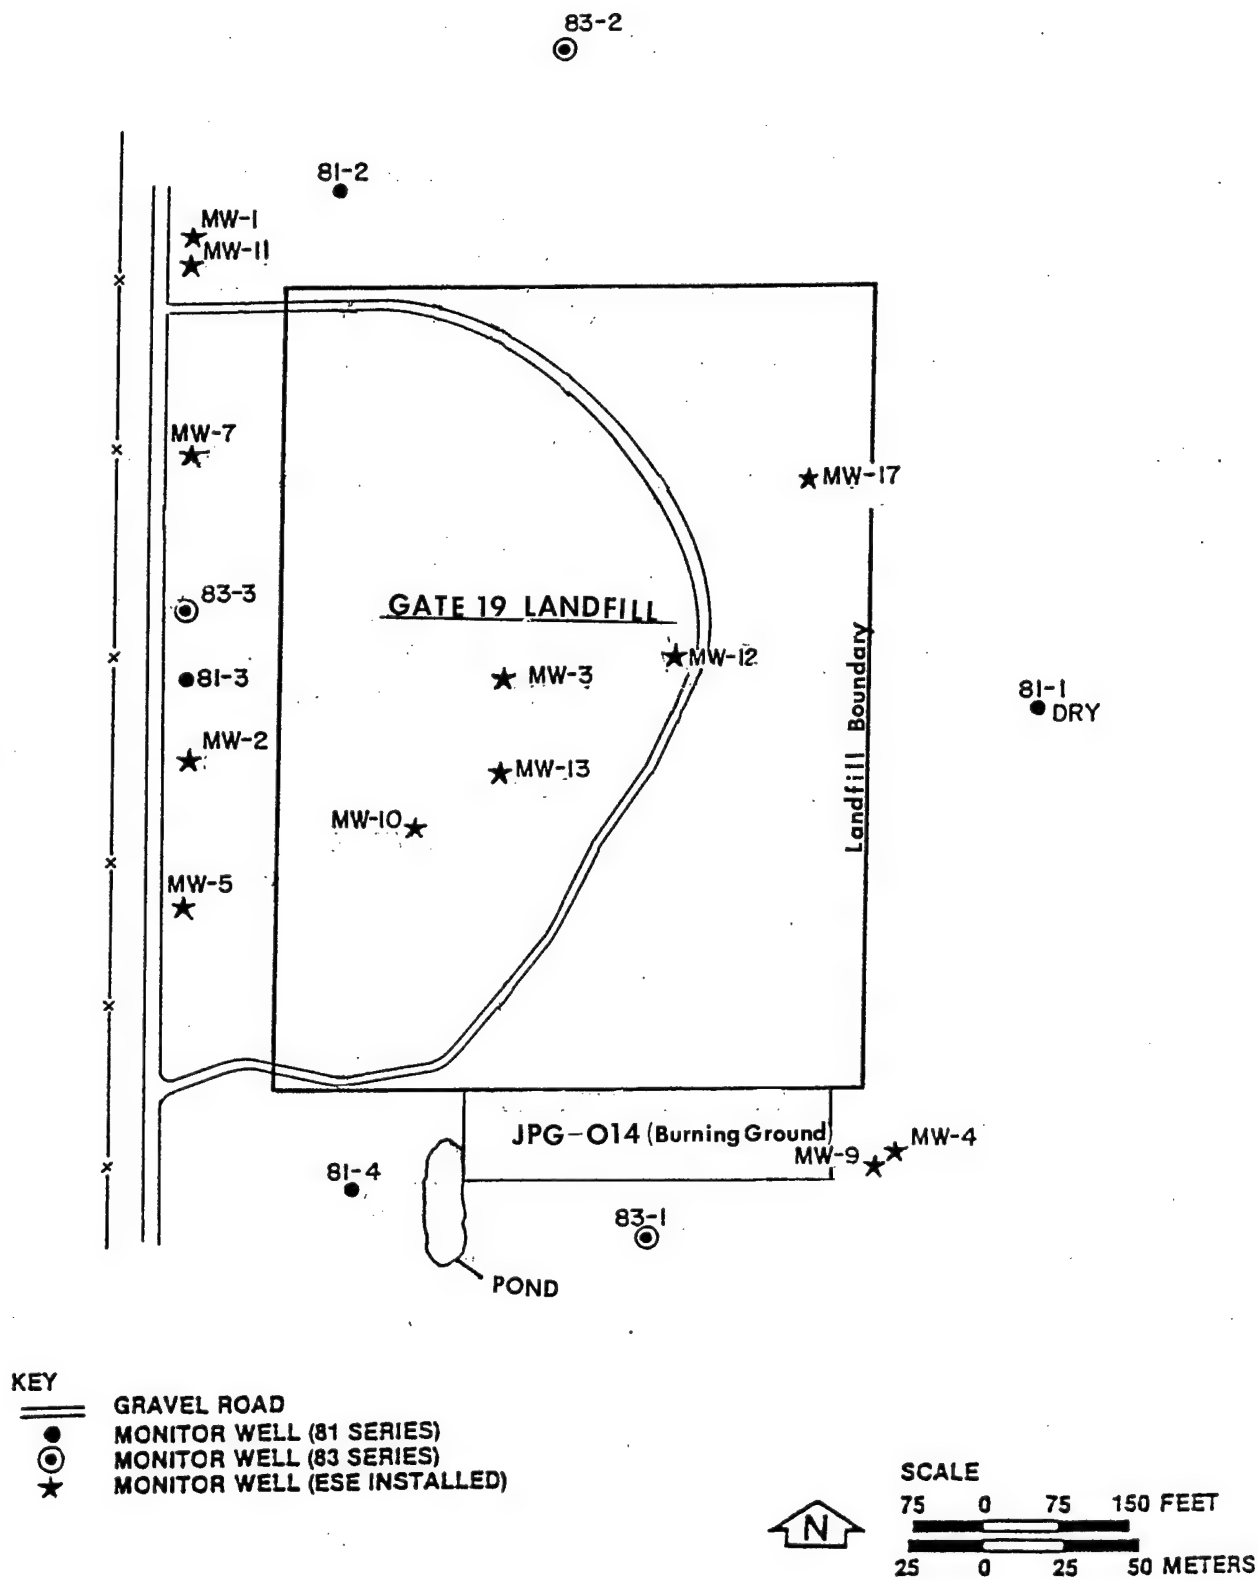 83-2
81-2
MW-1
MW-11
MW-7
MW-17
83-3
GATE 19 LANDFILL
MW-12
MW-3
81-3
81-1
DRY
Landfill Boundary
MW-2
MW-13
MW-10
MW-5
JPG-014 (Burning Ground)
MW-4
MW-9
81-4
83-1
POND
KEY
GRAVEL ROAD
MONITOR WELL (81 SERIES)
MONITOR WELL (83 SERIES)
MONITOR WELL (ESE INSTALLED)
N
SCALE
75 0 75 150 FEET
25 0 25 50 METERS